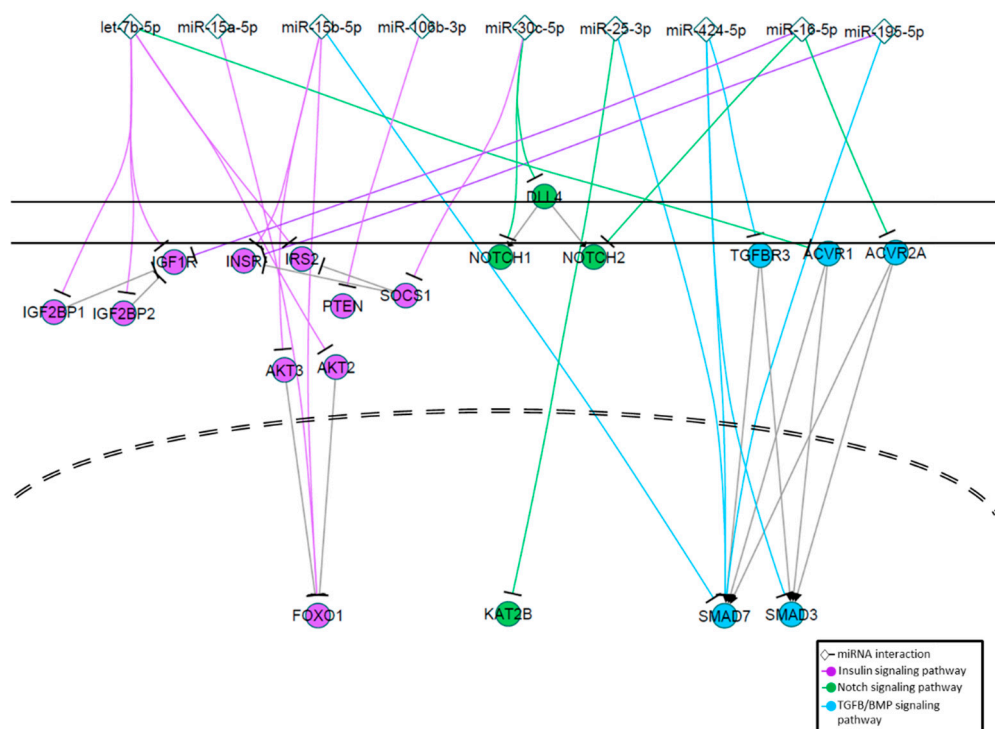 let-7b-5p miR-15a-5p miR-15b-5p miR-106b-3p miR-30c-5p miR-25-3p miR-424-5p miR-16-5p miR-195-5p
DLL4
IGF1R INSR IRS2 NOTCH1 NOTCH2 TGFBR3 ACVR1 ACVR2A
IGF2BP1 IGF2BP2 PTEN SOCS1
AKT3 AKT2
FOXO1 KAT2B SMAD7 SMAD3
miRNA interaction
Insulin signaling pathway
Notch signaling pathway
TGFB/BMP signaling
pathway